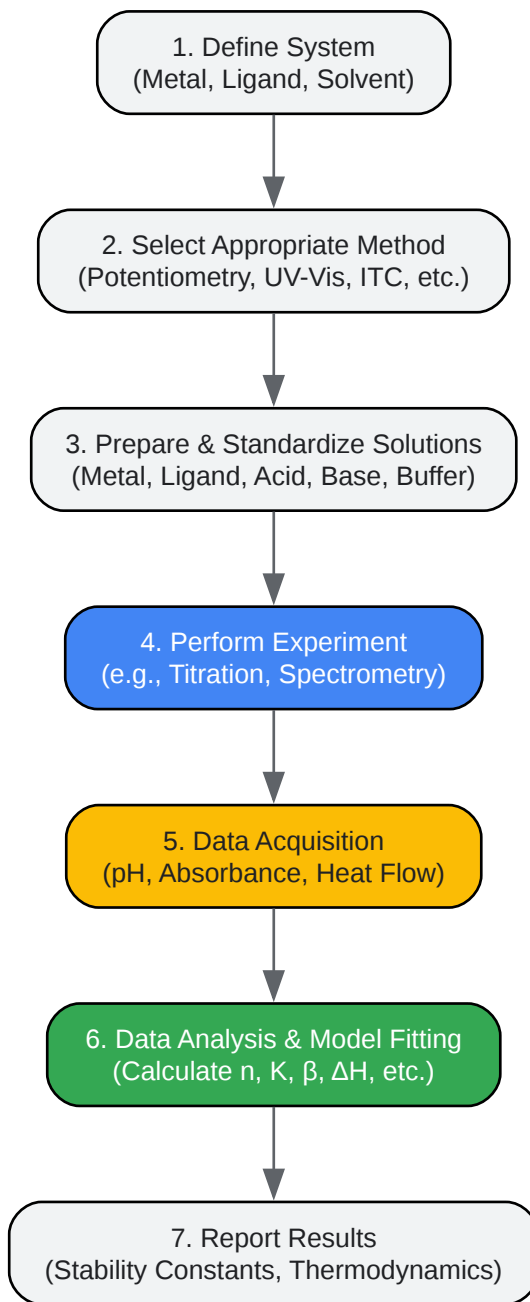 1. Define System
(Metal, Ligand, Solvent)
2. Select Appropriate Method
(Potentiometry, UV-Vis, ITC, etc.)
3. Prepare & Standardize Solutions
(Metal, Ligand, Acid, Base, Buffer)
4. Perform Experiment
(e.g., Titration, Spectrometry)
5. Data Acquisition
(pH, Absorbance, Heat Flow)
6. Data Analysis & Model Fitting
(Calculate n, K, β, ΔH, etc.)
7. Report Results
(Stability Constants, Thermodynamics)